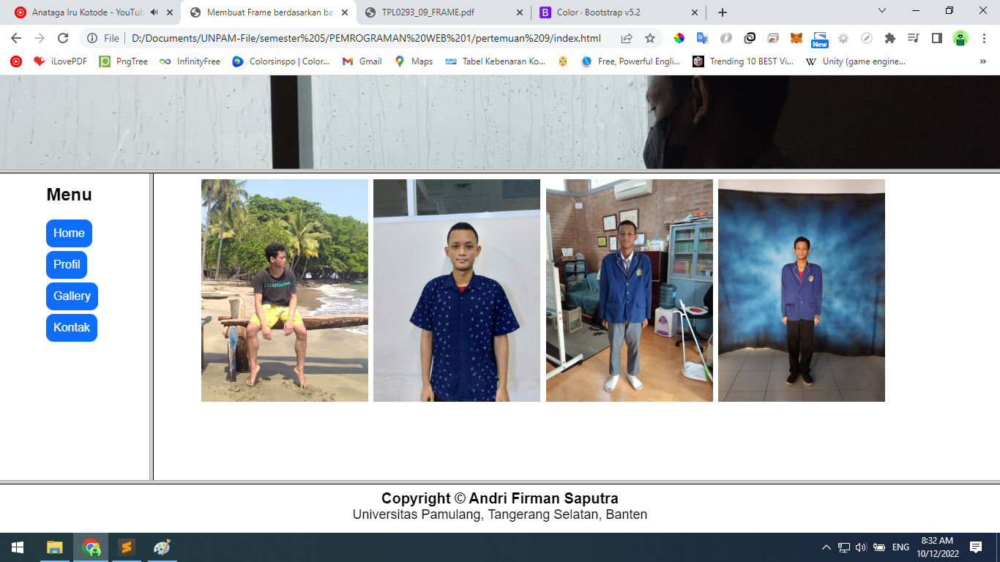 Anataga Iru Kotode - YouTub
Membuat Frame berdasarkan bar
TPL0293_09_FRAME.pdf
Color · Bootstrap v5.2
File
D:/Documents/UNPAM-File/semester%205/PEMROGRAMAN%20WEB%201/pertemuan%209/index.html
New
iLovePDF
PngTree
InfinityFree
Colorsinspo | Color...
Gmail
Maps
Tabel Kebenaran Ko...
Free, Powerful Engli...
Trending 10 BEST Vi...
Unity (game engine...
Menu
Home
Profil
Gallery
Kontak
Copyright © Andri Firman Saputra
Universitas Pamulang, Tangerang Selatan, Banten
ENG
8:32 AM
10/12/2022